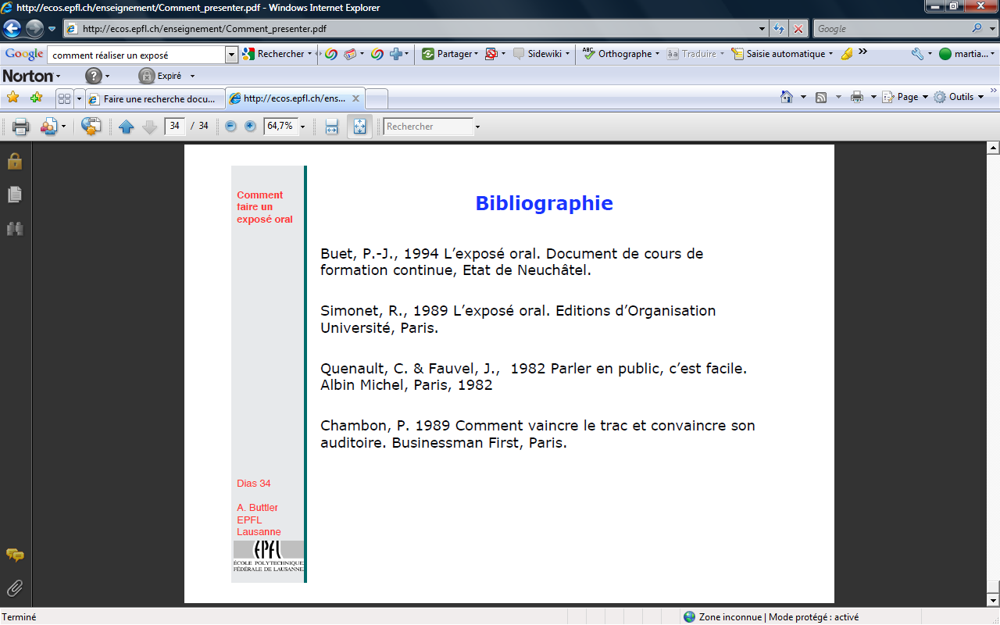 http://ecos.epfl.ch/enseignement/Comment_presenter.pdf - Windows Internet Explorer
http://ecos.epfl.ch/enseignement/Comment_presenter.pdf
Google
Google comment réaliser un exposé Rechercher Partager Sidewiki ABC Orthographe Traduire Saisie automatique martia...
Norton Expiré
Faire une recherche docu... http://ecos.epfl.ch/ens... Page Outils
34 / 34 64,7% Rechercher
Comment
faire un
exposé oral
Bibliographie
Buet, P.-J., 1994 L’exposé oral. Document de cours de
formation continue, Etat de Neuchâtel.
Simonet, R., 1989 L’exposé oral. Editions d’Organisation
Université, Paris.
Quenault, C. & Fauvel, J., 1982 Parler en public, c’est facile.
Albin Michel, Paris, 1982
Chambon, P. 1989 Comment vaincre le trac et convaincre son
auditoire. Businessman First, Paris.
Dias 34
A. Buttler
EPFL
Lausanne
EPFL
ÉCOLE POLYTECHNIQUE
FÉDÉRALE DE LAUSANNE
Terminé Zone inconnue | Mode protégé : activé